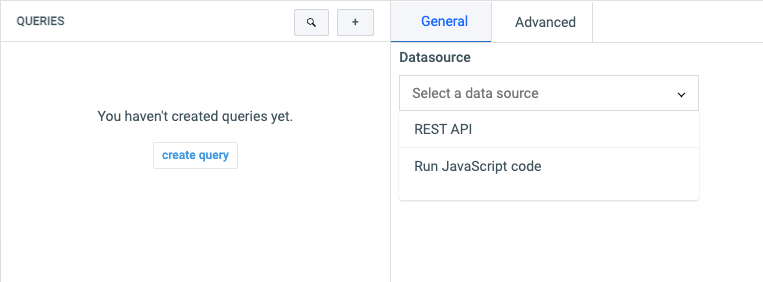 QUERIES
+
General
Advanced
Datasource
Select a data source
REST API
Run JavaScript code
You haven't created queries yet.
create query